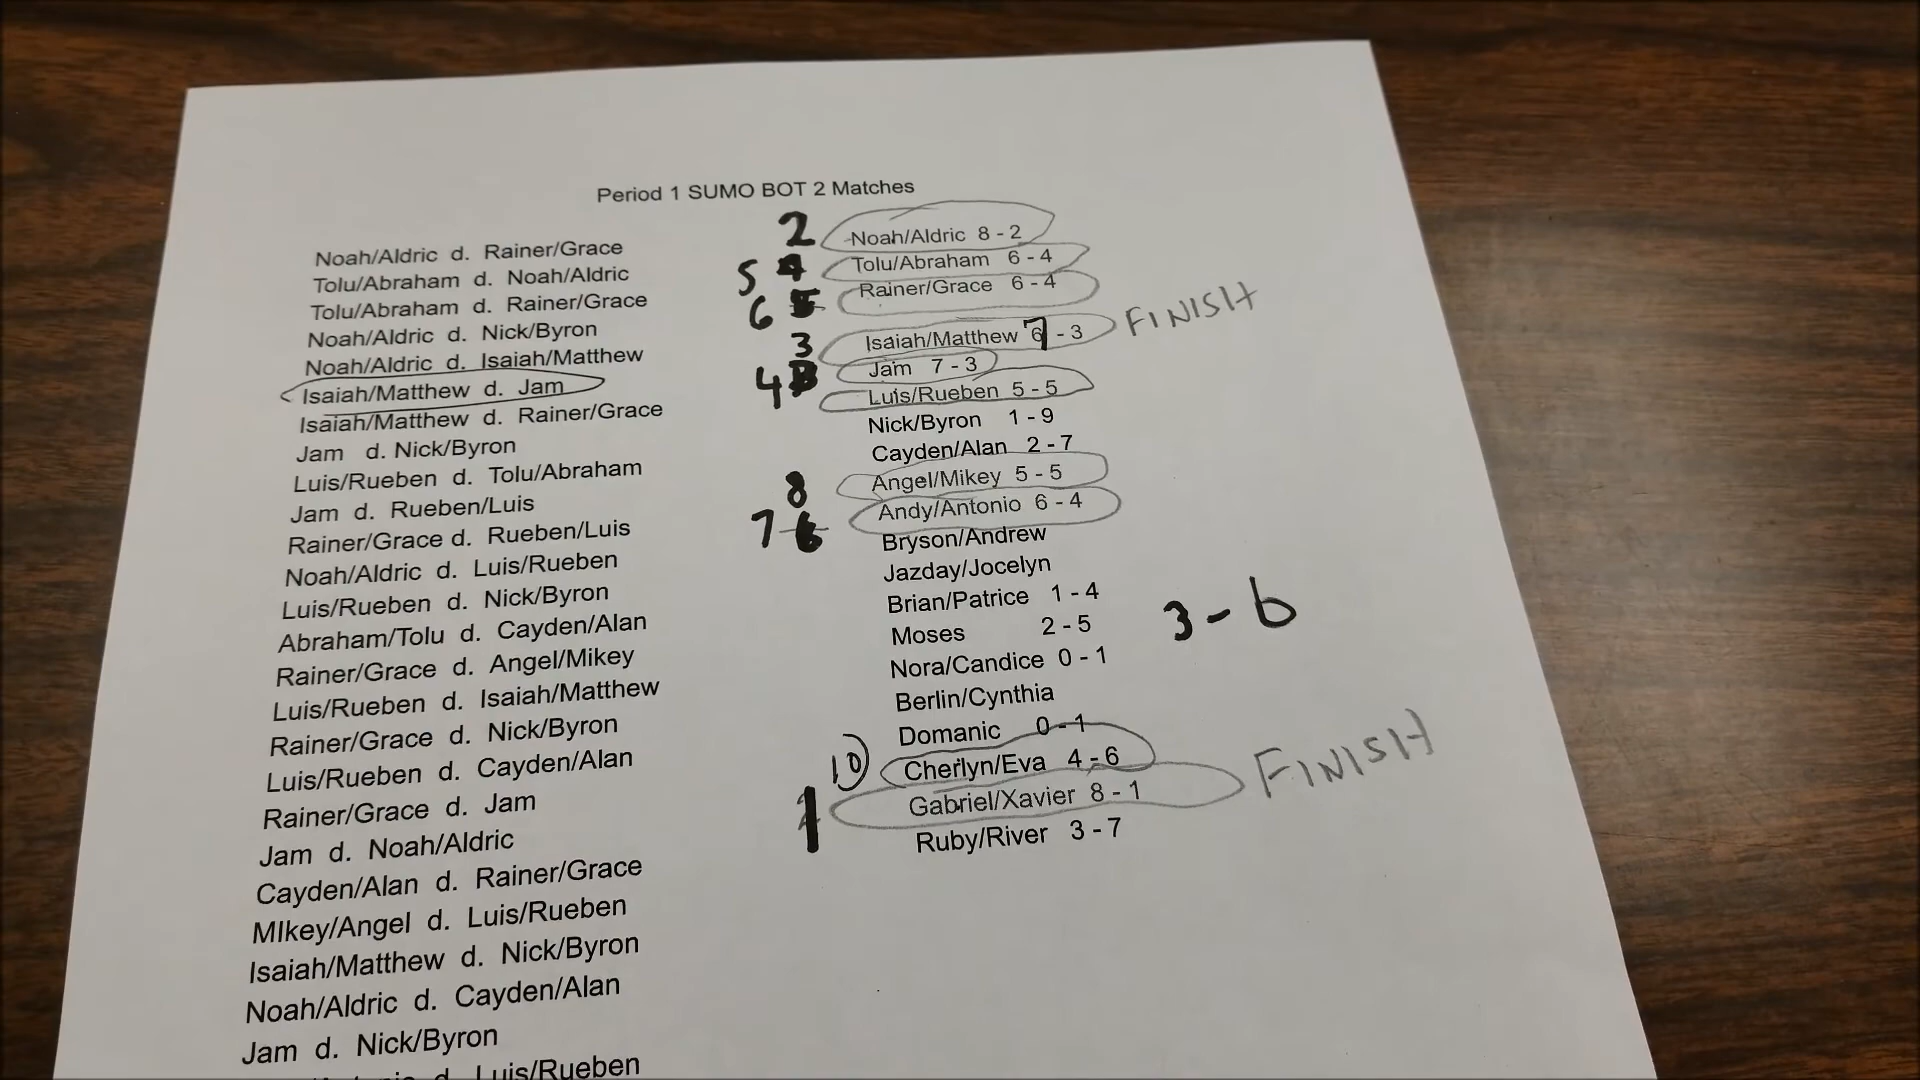 Period 1 SUMO BOT 2 Matches
Noah/Aldric d. Rainer/Grace
Tolu/Abraham d. Noah/Aldric
Tolu/Abraham d. Rainer/Grace
Noah/Aldric d. Nick/Byron
Noah/Aldric d. Isaiah/Matthew
Isaiah/Matthew d. Jam
Isaiah/Matthew d. Rainer/Grace
Jam d. Nick/Byron
Luis/Rueben d. Tolu/Abraham
Jam d. Rueben/Luis
Rainer/Grace d. Rueben/Luis
Noah/Aldric d. Luis/Rueben
Luis/Rueben d. Nick/Byron
Abraham/Tolu d. Cayden/Alan
Rainer/Grace d. Angel/Mikey
Luis/Rueben d. Isaiah/Matthew
Rainer/Grace d. Nick/Byron
Luis/Rueben d. Cayden/Alan
Rainer/Grace d. Jam
Jam d. Noah/Aldric
Cayden/Alan d. Rainer/Grace
MIkey/Angel d. Luis/Rueben
Isaiah/Matthew d. Nick/Byron
Noah/Aldric d. Cayden/Alan
Jam d. Nick/Byron
d. Luis/Rueben
2 Noah/Aldric 8 - 2
5 4 Tolu/Abraham 6 - 4
6 5 Rainer/Grace 6 - 4
3 Isaiah/Matthew 7 - 3 FINISH
4 Jam 7 - 3
Luis/Rueben 5 - 5
Nick/Byron 1 - 9
Cayden/Alan 2 - 7
8 Angel/Mikey 5 - 5
7 6 Andy/Antonio 6 - 4
Bryson/Andrew
Jazday/Jocelyn
Brian/Patrice 1 - 4
Moses 2 - 5 3 - 6
Nora/Candice 0 - 1
Berlin/Cynthia
Domanic 0 - 1
10 Cherlyn/Eva 4 - 6
1 Gabriel/Xavier 8 - 1 FINISH
Ruby/River 3 - 7